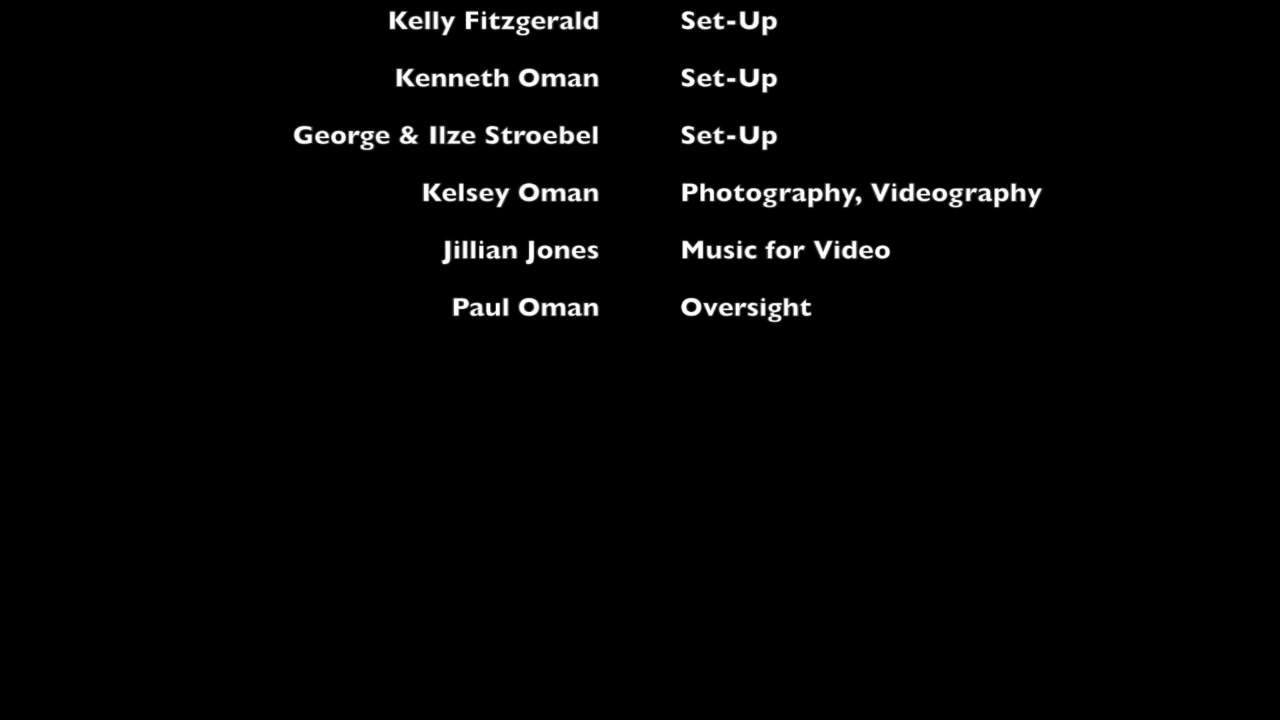 Kelly Fitzgerald Set-Up
Kenneth Oman Set-Up
George & Ilze Stroebel Set-Up
Kelsey Oman Photography, Videography
Jillian Jones Music for Video
Paul Oman Oversight